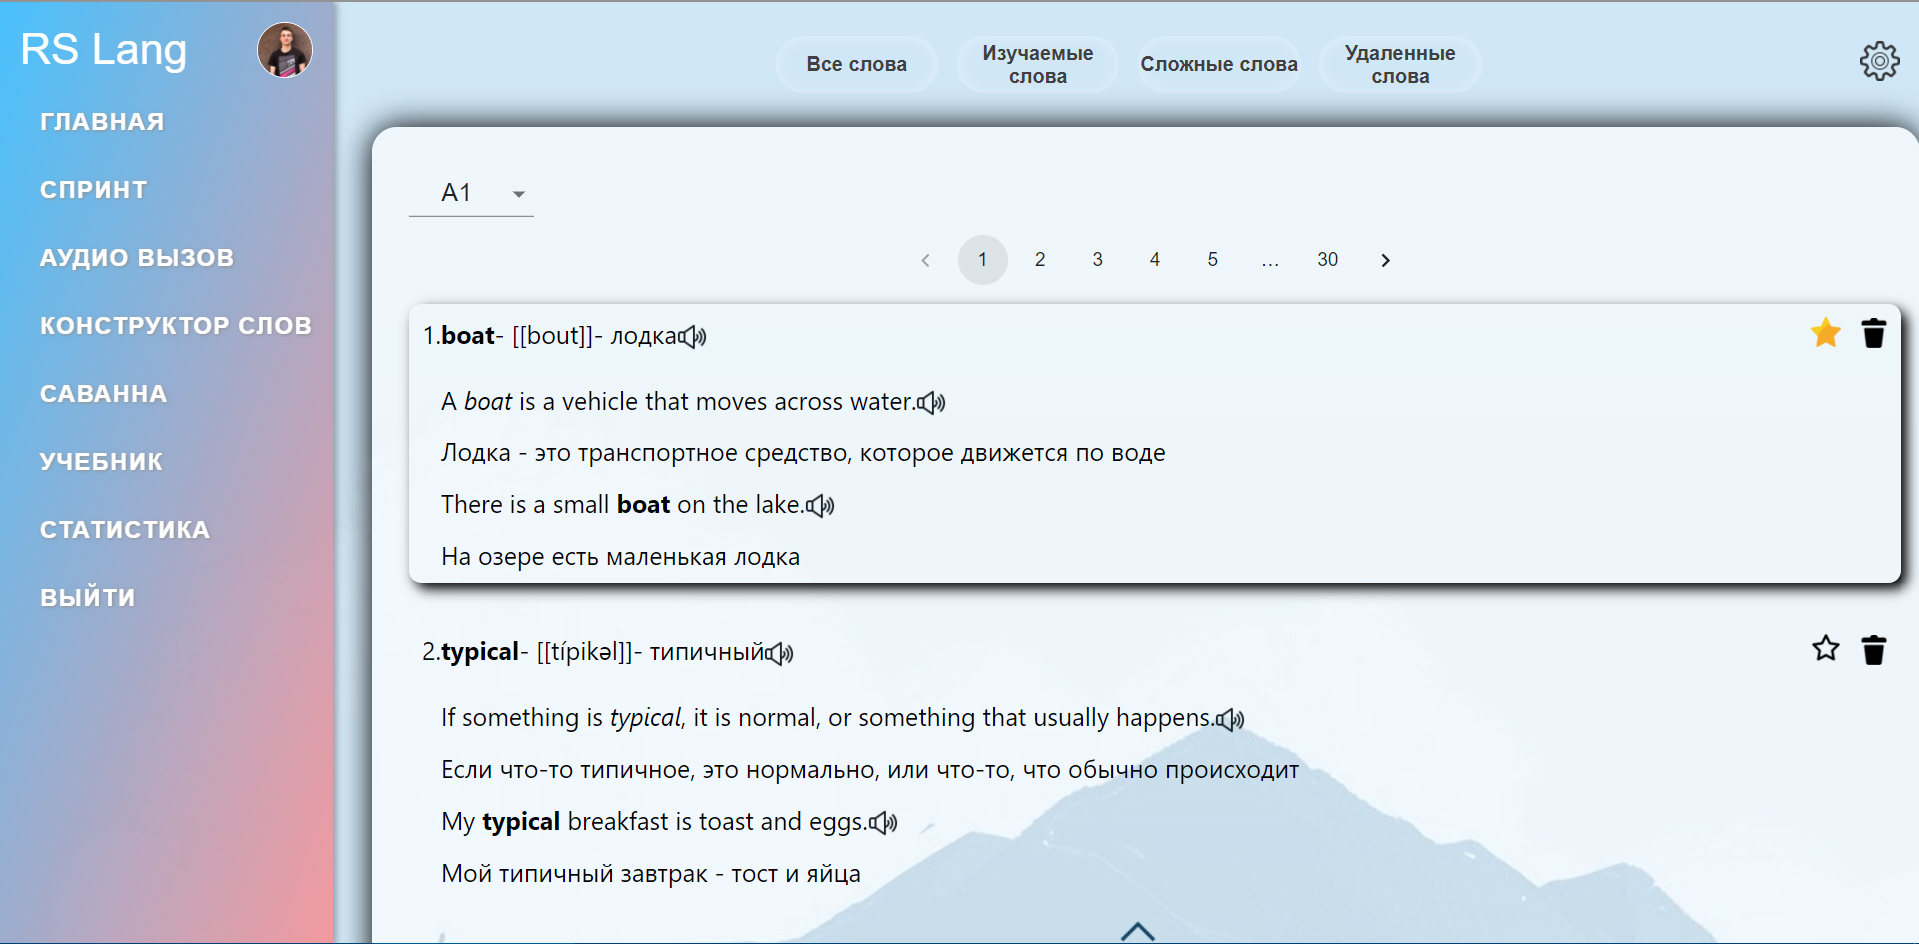 RS Lang
ГЛАВНАЯ
СПРИНТ
АУДИО ВЫЗОВ
КОНСТРУКТОР СЛОВ
САВАННА
УЧЕБНИК
СТАТИСТИКА
ВЫЙТИ
Все слова
Изучаемые
слова
Сложные слова
Удаленные
слова
A1
1 2 3 4 5 … 30
1.boat- [[bout]]- лодка
A boat is a vehicle that moves across water.
Лодка - это транспортное средство, которое движется по воде
There is a small boat on the lake.
На озере есть маленькая лодка
2.typical- [[típikəl]]- типичный
If something is typical, it is normal, or something that usually happens.
Если что-то типичное, это нормально, или что-то, что обычно происходит
My typical breakfast is toast and eggs.
Мой типичный завтрак - тост и яйца